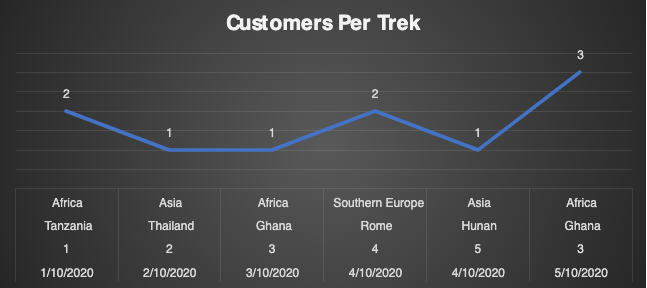 Customers Per Trek
2 1 1 2 1 3
Africa Asia Africa Southern Europe Asia Africa
Tanzania Thailand Ghana Rome Hunan Ghana
1 2 3 4 5 3
1/10/2020 2/10/2020 3/10/2020 4/10/2020 4/10/2020 5/10/2020